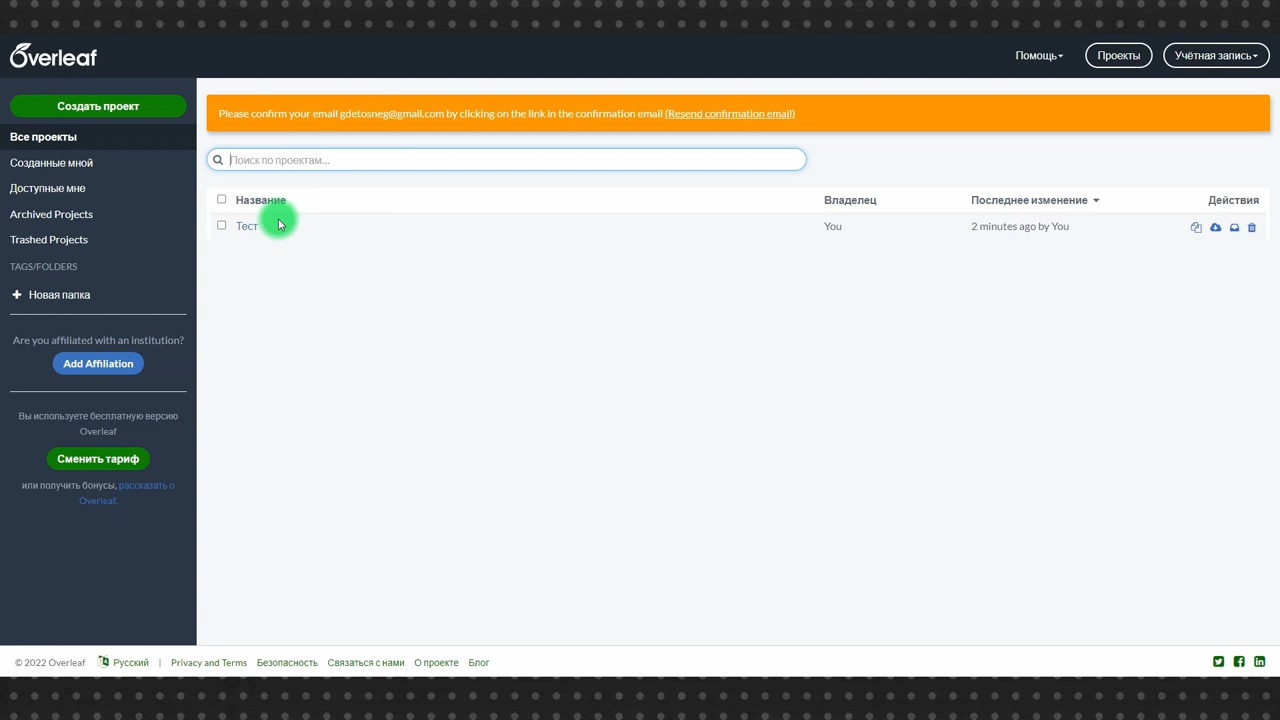 Overleaf
Помощь
Проекты
Учётная запись
Создать проект
Все проекты
Созданные мной
Доступные мне
Archived Projects
Trashed Projects
TAGS/FOLDERS
Новая папка
Are you affiliated with an institution?
Add Affiliation
Вы используете бесплатную версию
Overleaf
Сменить тариф
или получить бонусы, рассказать о
Overleaf.
Please confirm your email gdetosneg@gmail.com by clicking on the link in the confirmation email (Resend confirmation email)
Поиск по проектам...
Название Владелец Последнее изменение Действия
Тест You 2 minutes ago by You
© 2022 Overleaf Русский | Privacy and Terms Безопасность Связаться с нами О проекте Блог